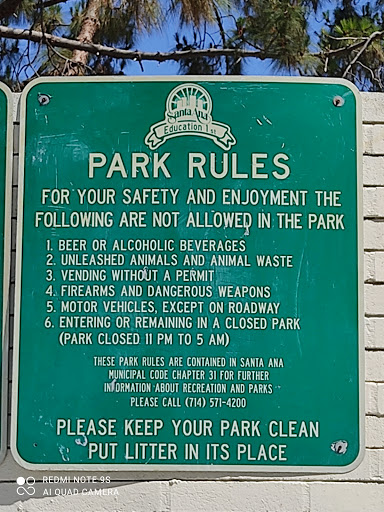 Santa Ana
Education 1st
PARK RULES
FOR YOUR SAFETY AND ENJOYMENT THE
FOLLOWING ARE NOT ALLOWED IN THE PARK
1. BEER OR ALCOHOLIC BEVERAGES
2. UNLEASHED ANIMALS AND ANIMAL WASTE
3. VENDING WITHOUT A PERMIT
4. FIREARMS AND DANGEROUS WEAPONS
5. MOTOR VEHICLES, EXCEPT ON ROADWAY
6. ENTERING OR REMAINING IN A CLOSED PARK
(PARK CLOSED 11 PM TO 5 AM)
THESE PARK RULES ARE CONTAINED IN SANTA ANA
MUNICIPAL CODE CHAPTER 31 FOR FURTHER
INFORMATION ABOUT RECREATION AND PARKS
PLEASE CALL (714) 571-4200
PLEASE KEEP YOUR PARK CLEAN
PUT LITTER IN ITS PLACE
REDMI NOTE 9S
AI QUAD CAMERA